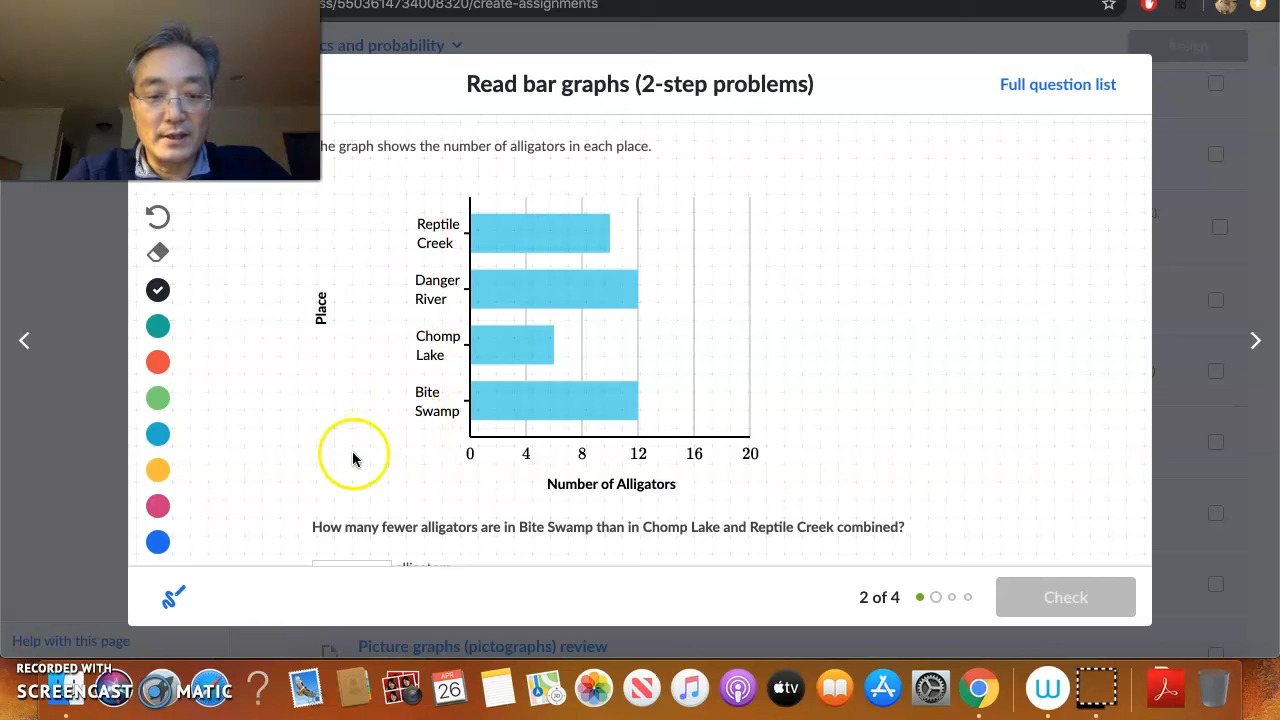 ss/5503614734008320/create-assignments
cs and probability
Assign
Read bar graphs (2-step problems)
Full question list
he graph shows the number of alligators in each place.
Reptile
Creek
Danger
River
Chomp
Lake
Bite
Swamp
Place
0 4 8 12 16 20
Number of Alligators
How many fewer alligators are in Bite Swamp than in Chomp Lake and Reptile Creek combined?
2 of 4
Check
Help with this page
Picture graphs (pictographs) review
RECORDED WITH
SCREENCAST MATIC
APR
26
tv
W